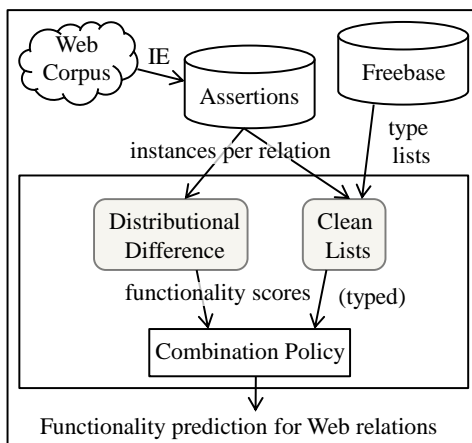 Web
Corpus
IE
Assertions
Freebase
instances per relation
type
lists
Distributional
Difference
Clean
Lists
functionality scores
(typed)
Combination Policy
Functionality prediction for Web relations